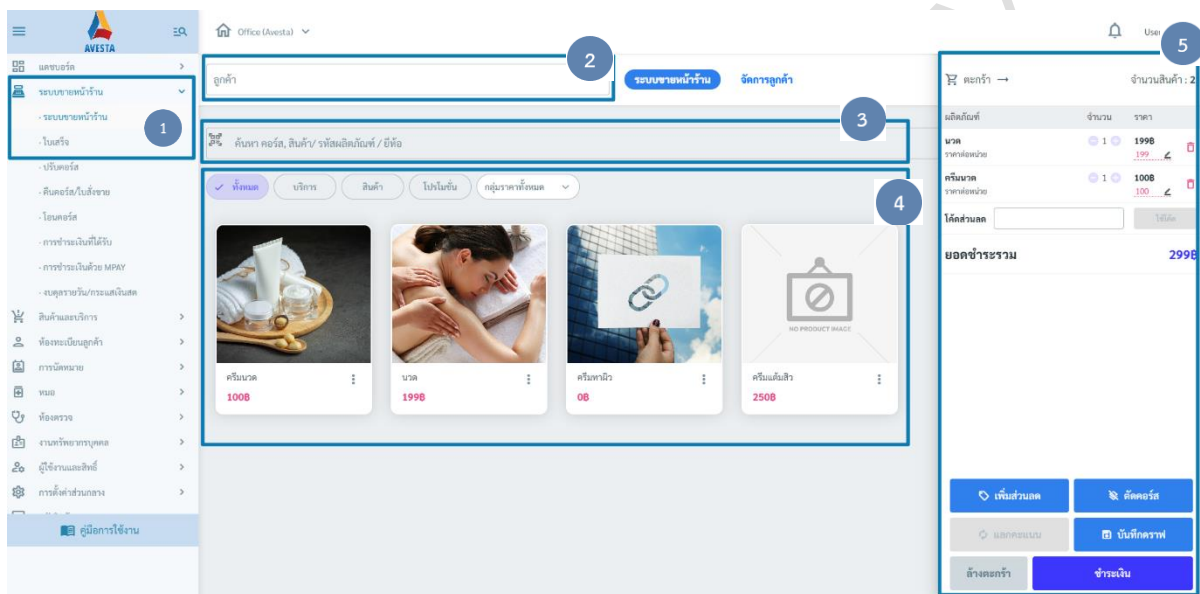 AVESTA
Office (Avesta)
User
5
แดชบอร์ด
ระบบขายหน้าร้าน
- ระบบขายหน้าร้าน
- ใบเสร็จ
1
- ปรับคอร์ส
- คืนคอร์ส/ใบสั่งขาย
- โอนคอร์ส
- การชำระเงินที่ได้รับ
- การชำระเงินด้วย MPAY
- งบดุลรายวัน/กระแสเงินสด
สินค้าและบริการ
ห้องทะเบียนลูกค้า
การนัดหมาย
หมอ
ห้องตรวจ
งานทรัพยากรบุคคล
ผู้ใช้งานและสิทธิ์
การตั้งค่าส่วนกลาง
คู่มือการใช้งาน
ลูกค้า
2
ระบบขายหน้าร้าน
จัดการลูกค้า
3
ค้นหา คอร์ส, สินค้า/ รหัสผลิตภัณฑ์ / ยี่ห้อ
ทั้งหมด
บริการ
สินค้า
โปรโมชั่น
กลุ่มราคาทั้งหมด
4
NO PRODUCT IMAGE
ครีมนวด
100฿
นวด
199฿
ครีมทาผิว
0฿
ครีมแต้มสิว
250฿
ตะกร้า →
จำนวนสินค้า : 2
ผลิตภัณฑ์ จำนวน ราคา
นวด 1 199฿
ราคาต่อหน่วย 199
ครีมนวด 1 100฿
ราคาต่อหน่วย 100
โค้ดส่วนลด ใช้โค้ด
ยอดชำระรวม 299฿
เพิ่มส่วนลด
ตัดคอร์ส
แลกคะแนน
บันทึกดราฟ
ล้างตะกร้า
ชำระเงิน